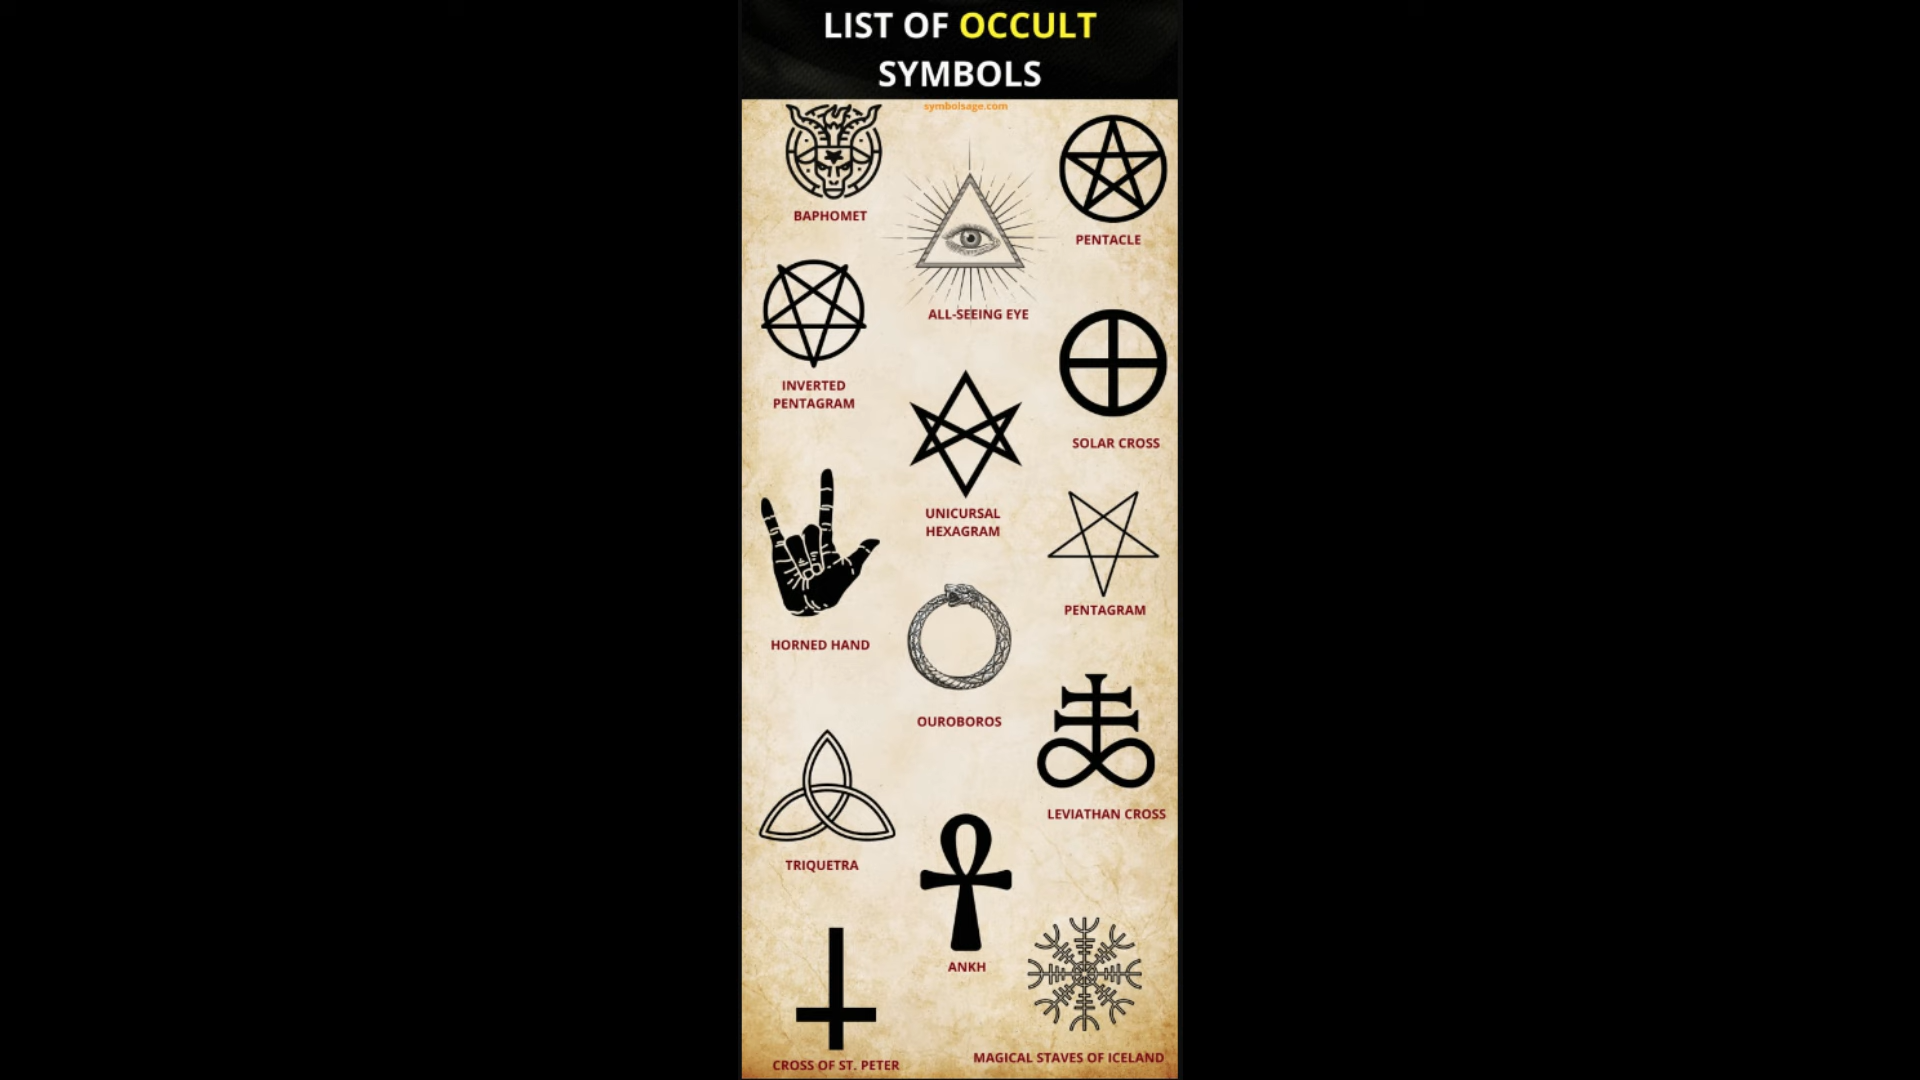 LIST OF OCCULT
SYMBOLS
symbolsage.com
BAPHOMET
PENTACLE
ALL-SEEING EYE
INVERTED
PENTAGRAM
SOLAR CROSS
UNICURSAL
HEXAGRAM
PENTAGRAM
HORNED HAND
OUROBOROS
LEVIATHAN CROSS
TRIQUETRA
ANKH
MAGICAL STAVES OF ICELAND
CROSS OF ST. PETER